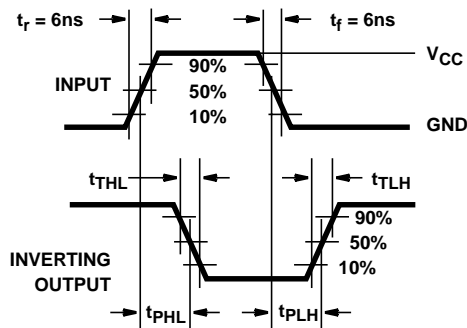 tr = 6ns
tf = 6ns
VCC
INPUT
90%
50%
10%
GND
tTHL
tTLH
90%
50%
10%
INVERTING
OUTPUT
tPHL
tPLH